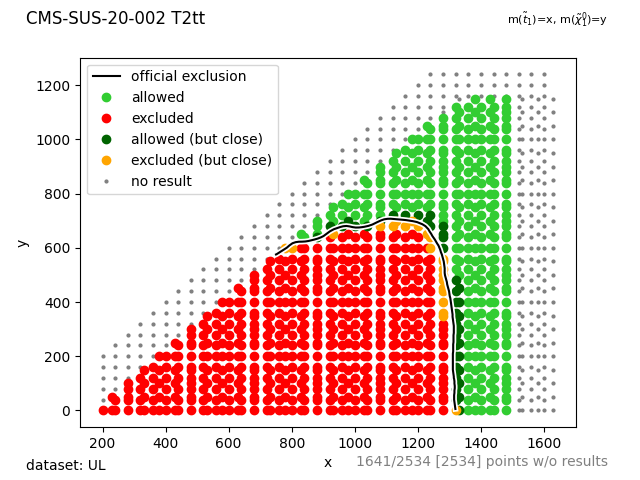 CMS-SUS-20-002 T2tt
m(t̃₁)=x, m(χ̃₁⁰)=y
official exclusion
allowed
excluded
allowed (but close)
excluded (but close)
no result
1200
1000
800
600
400
200
0
y
200 400 600 800 1000 1200 1400 1600
x
dataset: UL
1641/2534 [2534] points w/o results